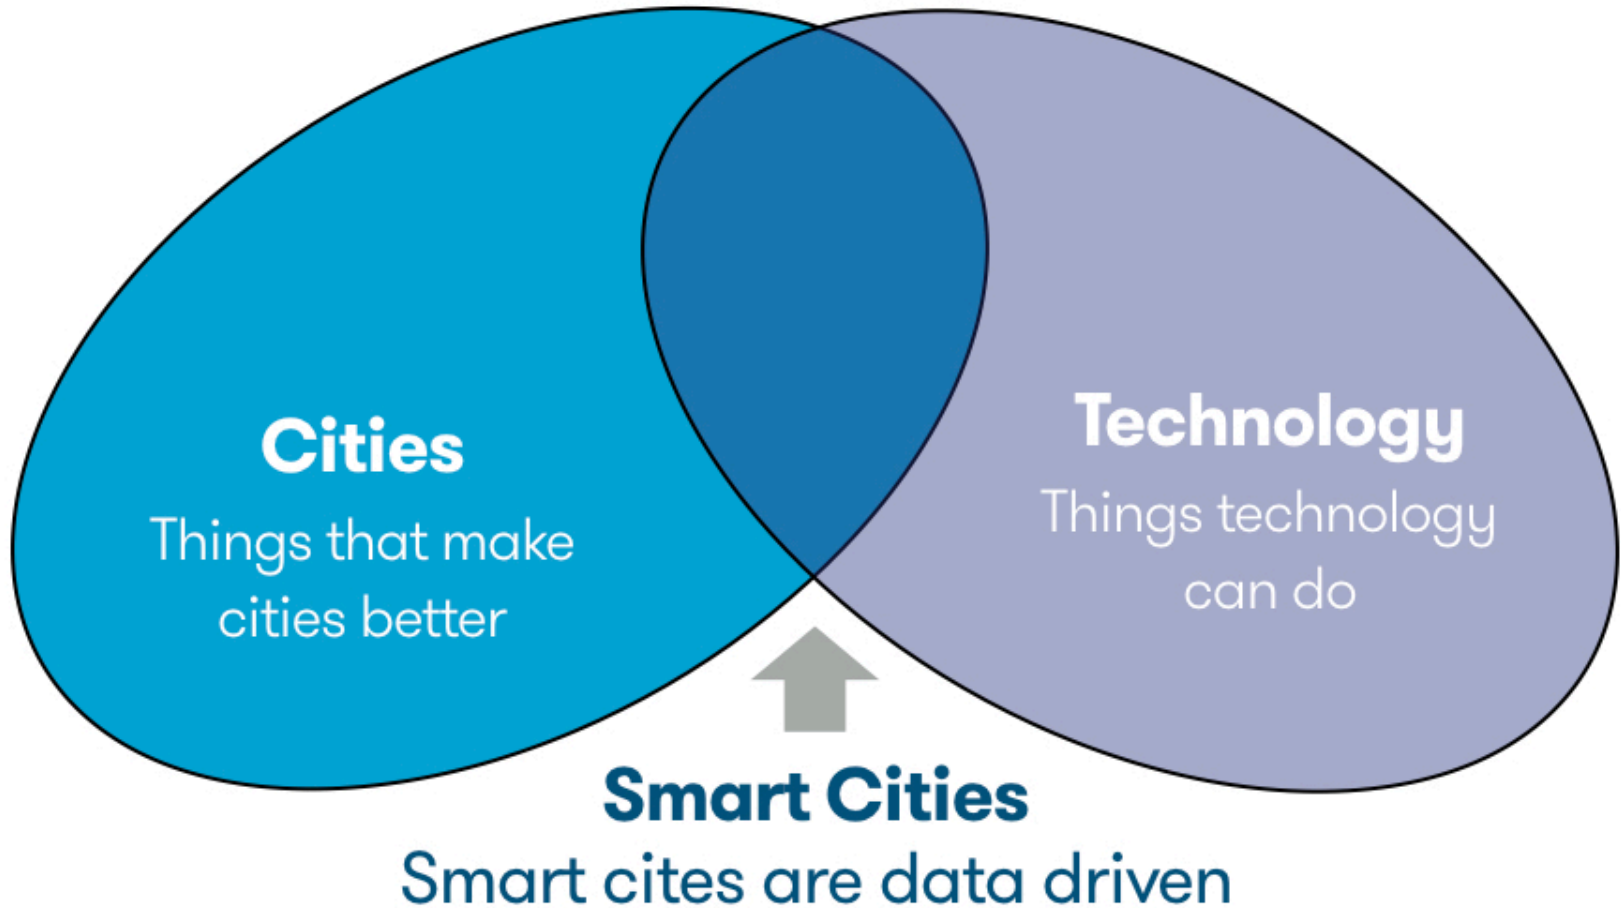 Cities
Things that make
cities better
Technology
Things technology
can do
Smart Cities
Smart cites are data driven